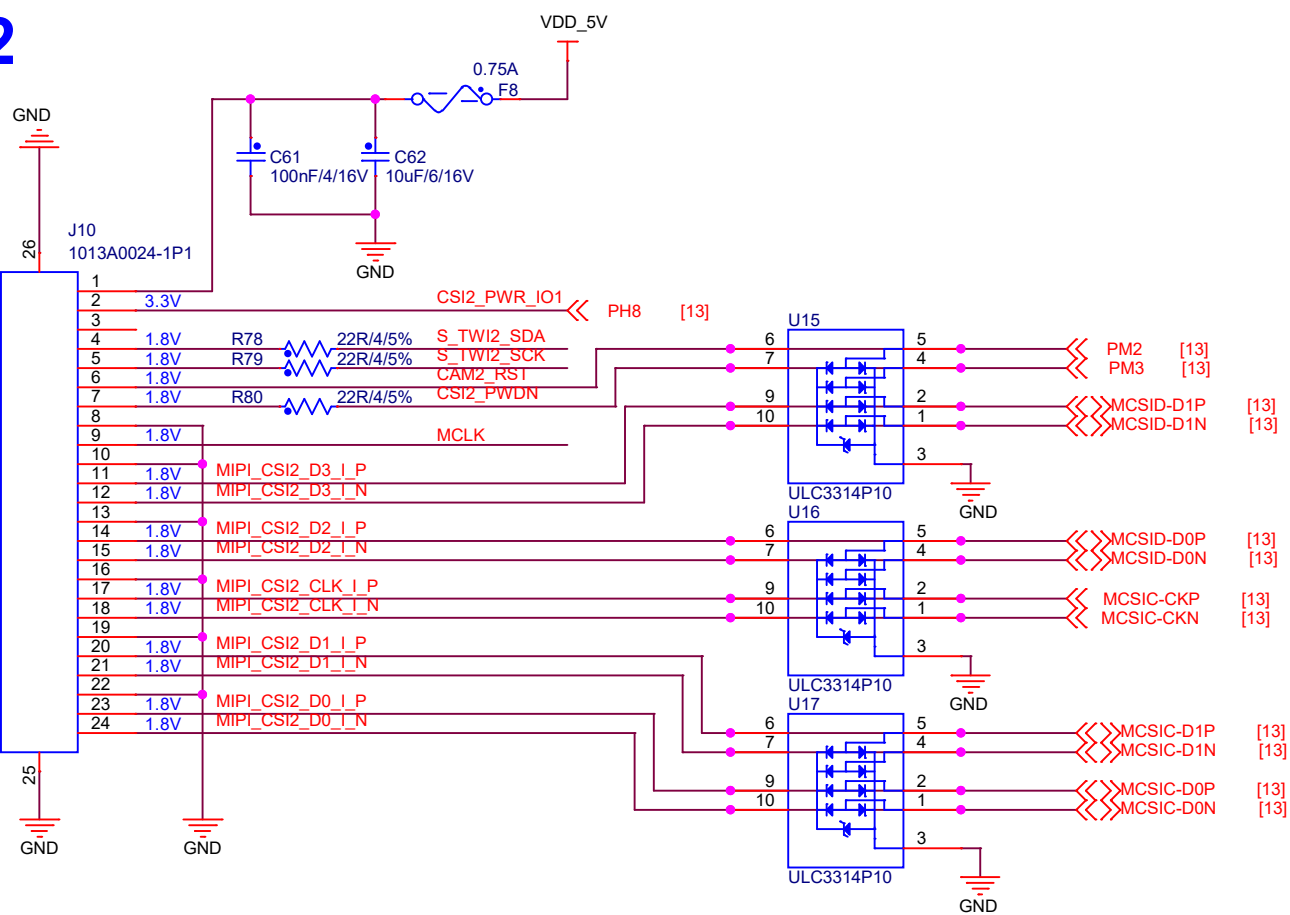 2
VDD_5V
0.75A
F8
GND
C61
100nF/4/16V
C62
10uF/6/16V
GND
J10
1013A0024-1P1
26
1
2 3.3V CSI2_PWR_IO1 PH8 [13]
3
4 1.8V R78 22R/4/5% S_TWI2_SDA
5 1.8V R79 22R/4/5% S_TWI2_SCK
6 1.8V CAM2_RST
7 1.8V R80 22R/4/5% CSI2_PWDN
8
9 1.8V MCLK
10
11 1.8V MIPI_CSI2_D3_I_P
12 1.8V MIPI_CSI2_D3_I_N
13
14 1.8V MIPI_CSI2_D2_I_P
15 1.8V MIPI_CSI2_D2_I_N
16
17 1.8V MIPI_CSI2_CLK_I_P
18 1.8V MIPI_CSI2_CLK_I_N
19
20 1.8V MIPI_CSI2_D1_I_P
21 1.8V MIPI_CSI2_D1_I_N
22
23 1.8V MIPI_CSI2_D0_I_P
24 1.8V MIPI_CSI2_D0_I_N
25
GND
GND
U15
6 5 PM2 [13]
7 4 PM3 [13]
9 2 MCSID-D1P [13]
10 1 MCSID-D1N [13]
3
ULC3314P10
GND
U16
6 5 MCSID-D0P [13]
7 4 MCSID-D0N [13]
9 2 MCSIC-CKP [13]
10 1 MCSIC-CKN [13]
3
ULC3314P10
GND
U17
6 5 MCSIC-D1P [13]
7 4 MCSIC-D1N [13]
9 2 MCSIC-D0P [13]
10 1 MCSIC-D0N [13]
3
ULC3314P10
GND